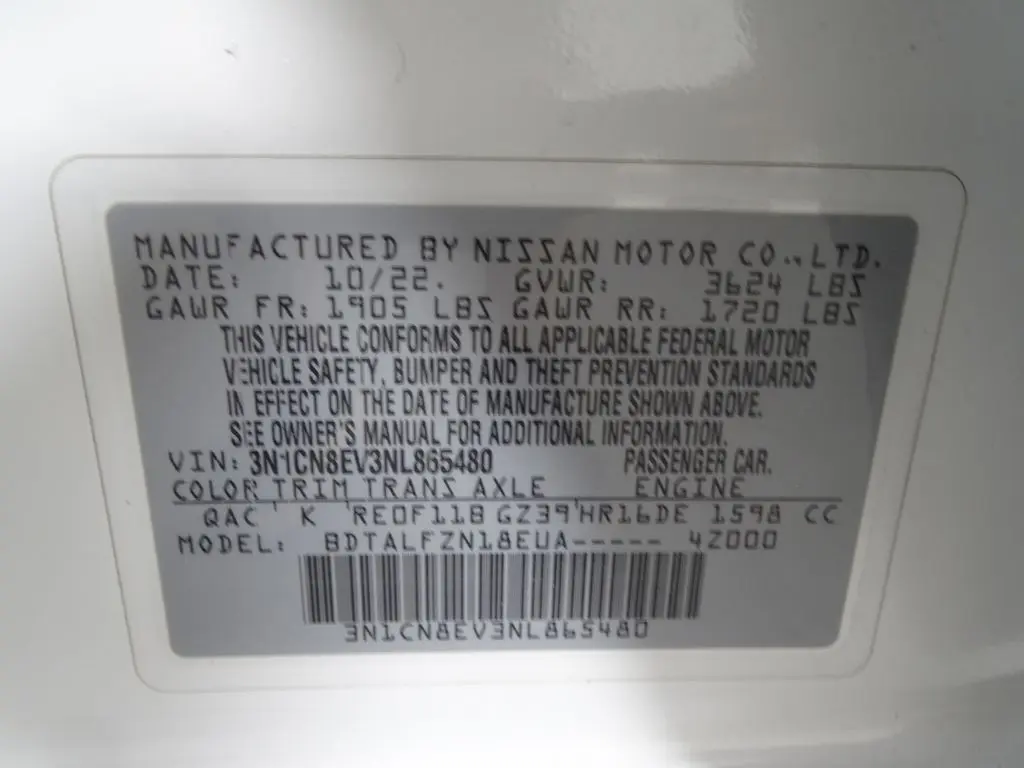 MANUFACTURED BY NISSAN MOTOR CO., LTD.
DATE: 10/22. GVWR: 3624 LBS
GAWR FR: 1905 LBS GAWR RR: 1720 LBS
THIS VEHICLE CONFORMS TO ALL APPLICABLE FEDERAL MOTOR
VEHICLE SAFETY, BUMPER AND THEFT PREVENTION STANDARDS
IN EFFECT ON THE DATE OF MANUFACTURE SHOWN ABOVE.
SEE OWNER'S MANUAL FOR ADDITIONAL INFORMATION.
VIN: 3N1CN8EV3NL865480 PASSENGER CAR.
COLOR TRIM TRANS AXLE ENGINE
QAC K RE0F11B GZ39 HR16DE 1598 CC
MODEL: BDTALFZN18EUA----- 4Z000
3N1CN8EV3NL865480